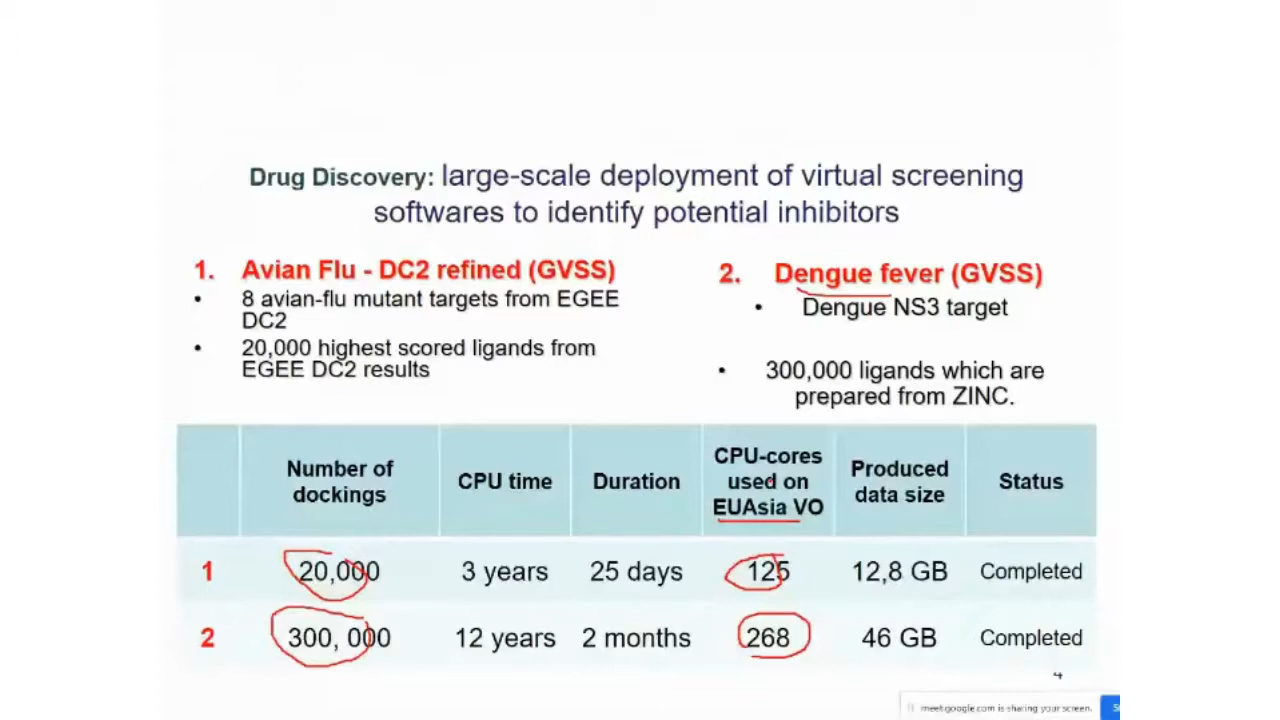 Drug Discovery: large-scale deployment of virtual screening
softwares to identify potential inhibitors
1. Avian Flu - DC2 refined (GVSS)
• 8 avian-flu mutant targets from EGEE
DC2
• 20,000 highest scored ligands from
EGEE DC2 results
2. Dengue fever (GVSS)
• Dengue NS3 target
• 300,000 ligands which are
prepared from ZINC.
Number of
dockings
CPU time
Duration
CPU-cores
used on
EUAsia VO
Produced
data size
Status
1 20,000 3 years 25 days 125 12,8 GB Completed
2 300, 000 12 years 2 months 268 46 GB Completed
meet.google.com is sharing your screen.